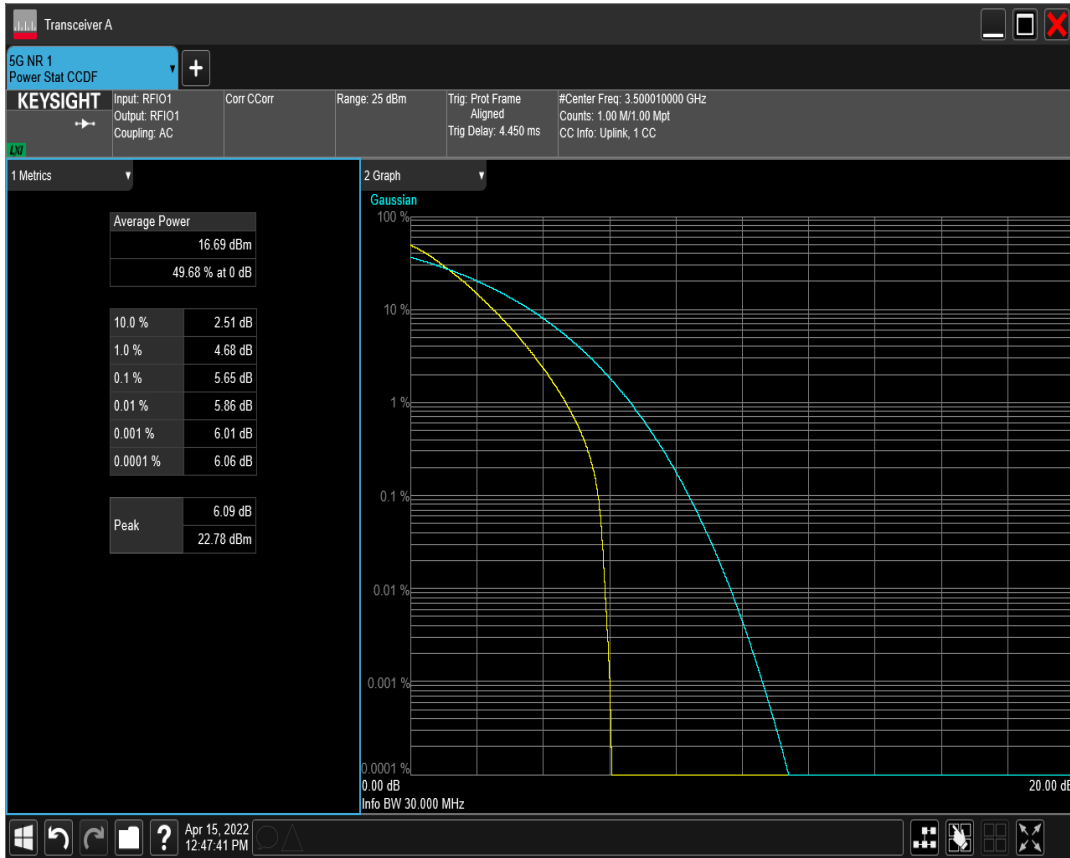 Transceiver A
5G NR 1
Power Stat CCDF
KEYSIGHT
LXI
Input: RFIO1
Output: RFIO1
Coupling: AC
Corr CCorr
Range: 25 dBm
Trig: Prot Frame
Aligned
Trig Delay: 4.450 ms
#Center Freq: 3.500010000 GHz
Counts: 1.00 M/1.00 Mpt
CC Info: Uplink, 1 CC
1 Metrics
Average Power
16.69 dBm
49.68 % at 0 dB
10.0 % 2.51 dB
1.0 % 4.68 dB
0.1 % 5.65 dB
0.01 % 5.86 dB
0.001 % 6.01 dB
0.0001 % 6.06 dB
Peak
6.09 dB
22.78 dBm
2 Graph
Gaussian
100 %
10 %
1 %
0.1 %
0.01 %
0.001 %
0.0001 %
0.00 dB 20.00 dB
Info BW 30.000 MHz
? Apr 15, 2022
12:47:41 PM